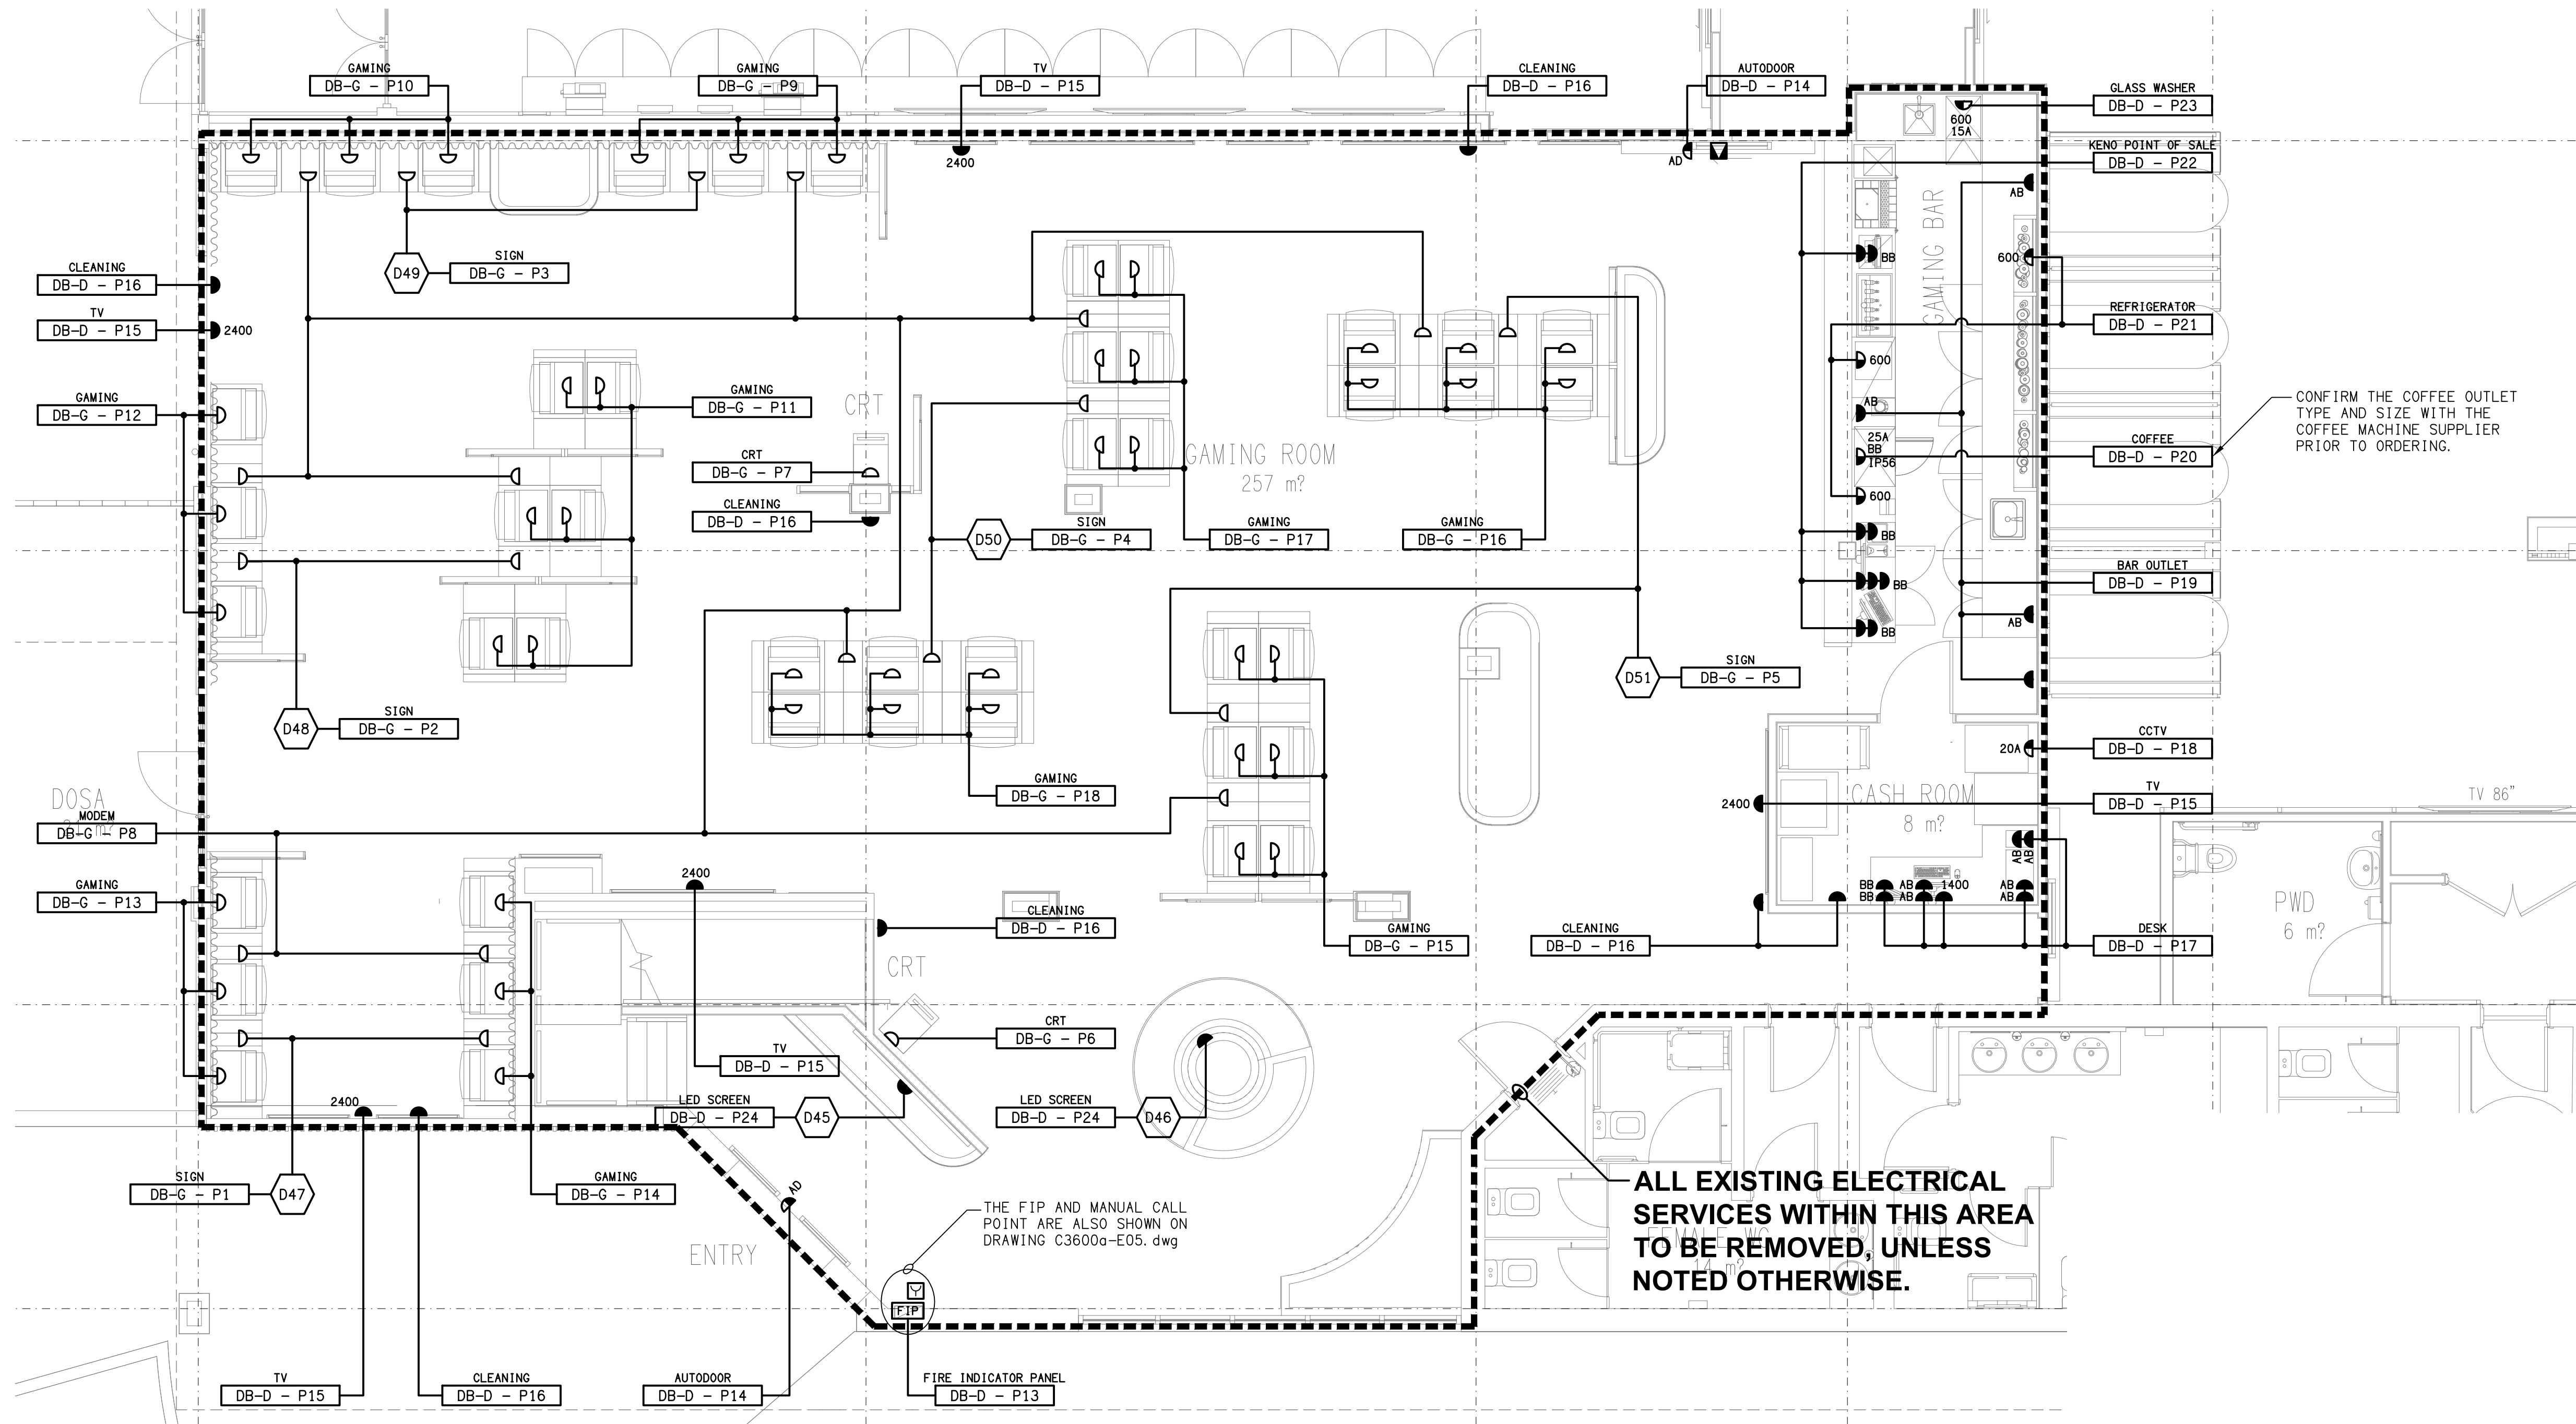 GAMING
DB-G - P10
GAMING
DB-G - P9
TV
DB-D - P15
CLEANING
DB-D - P16
AUTODOOR
DB-D - P14
GLASS WASHER
DB-D - P23
600
15A
2400
AD
KENO POINT OF SALE
DB-D - P22
AB
GAMING BAR
D49
SIGN
DB-G - P3
CLEANING
DB-D - P16
BB
600
TV
DB-D - P15
2400
REFRIGERATOR
DB-D - P21
600
GAMING
DB-G - P12
GAMING
DB-G - P11
CRT
AB
CONFIRM THE COFFEE OUTLET
TYPE AND SIZE WITH THE
COFFEE MACHINE SUPPLIER
PRIOR TO ORDERING.
GAMING ROOM
257 m?
25A
BB
IP56
COFFEE
DB-D - P20
CRT
DB-G - P7
600
CLEANING
DB-D - P16
D50
SIGN
DB-G - P4
GAMING
DB-G - P17
GAMING
DB-G - P16
BB
BAR OUTLET
DB-D - P19
BB
AB
BB
D51
SIGN
DB-G - P5
D48
SIGN
DB-G - P2
20A
CCTV
DB-D - P18
GAMING
DB-G - P18
DOSA
MODEM
DB-G - P8
2400
CASH ROOM
8 m?
TV
DB-D - P15
TV 86"
AB
AB
2400
GAMING
DB-G - P13
BB
BB
AB
AB
1400
AB
AB
PWD
6 m?
CLEANING
DB-D - P16
GAMING
DB-G - P15
CLEANING
DB-D - P16
DESK
DB-D - P17
CRT
CRT
DB-G - P6
TV
DB-D - P15
2400
LED SCREEN
DB-D - P24
D45
LED SCREEN
DB-D - P24
D46
SIGN
DB-G - P1
D47
GAMING
DB-G - P14
AD
ENTRY
THE FIP AND MANUAL CALL
POINT ARE ALSO SHOWN ON
DRAWING C3600a-E05.dwg
FIP
ALL EXISTING ELECTRICAL
SERVICES WITHIN THIS AREA
TO BE REMOVED, UNLESS
NOTED OTHERWISE.
FEMALE WC
14 m?
TV
DB-D - P15
CLEANING
DB-D - P16
AUTODOOR
DB-D - P14
FIRE INDICATOR PANEL
DB-D - P13